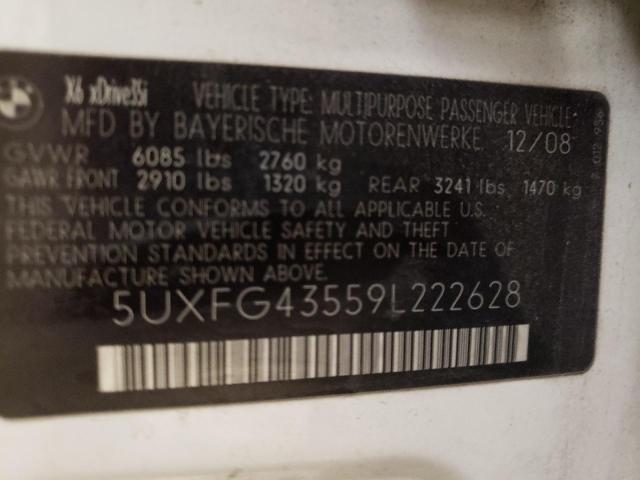 X6 xDrive35i
VEHICLE TYPE: MULTIPURPOSE PASSENGER VEHICLE
MFD BY BAYERISCHE MOTORENWERKE 12/08
GVWR 6085 lbs 2760 kg
GAWR FRONT 2910 lbs 1320 kg REAR 3241 lbs 1470 kg
THIS VEHICLE CONFORMS TO ALL APPLICABLE U.S.
FEDERAL MOTOR VEHICLE SAFETY AND THEFT
PREVENTION STANDARDS IN EFFECT ON THE DATE OF
MANUFACTURE SHOWN ABOVE.
5UXFG43559L222628